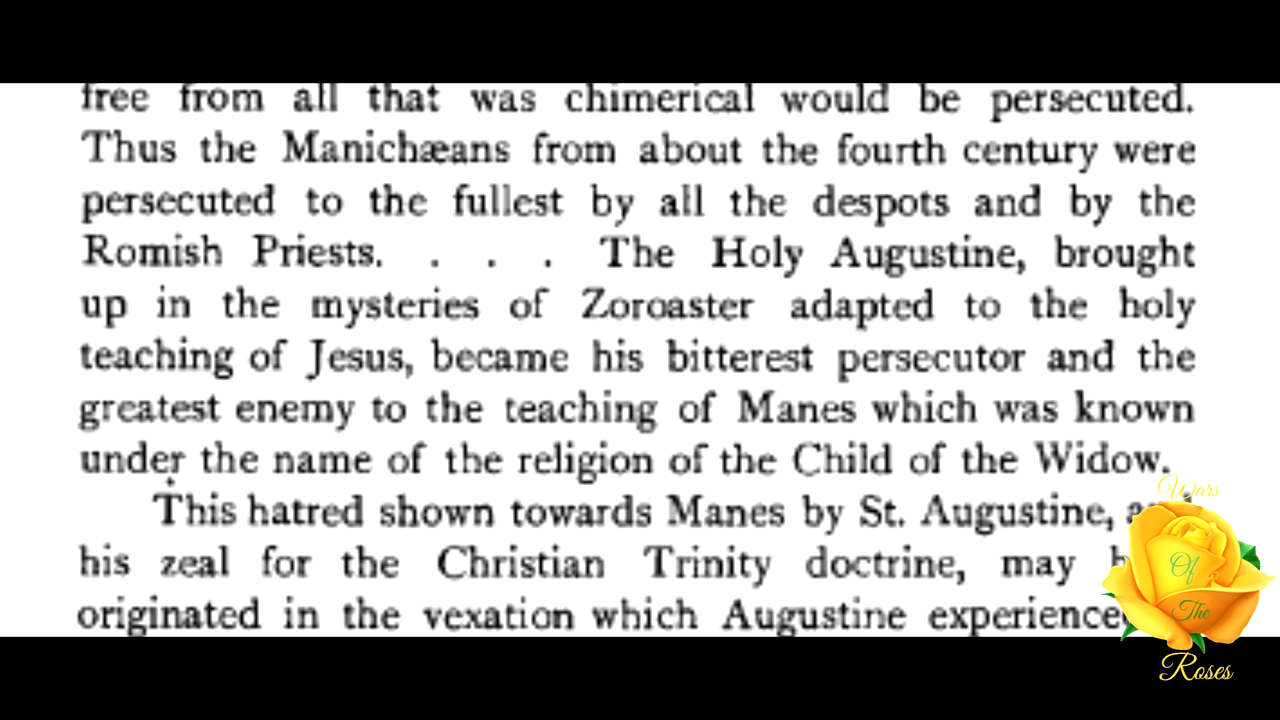 free from all that was chimerical would be persecuted.
Thus the Manichæans from about the fourth century were
persecuted to the fullest by all the despots and by the
Romish Priests. . . . The Holy Augustine, brought
up in the mysteries of Zoroaster adapted to the holy
teaching of Jesus, became his bitterest persecutor and the
greatest enemy to the teaching of Manes which was known
under the name of the religion of the Child of the Widow.
This hatred shown towards Manes by St. Augustine,
his zeal for the Christian Trinity doctrine, may
originated in the vexation which Augustine
Wars
Of
The
Roses